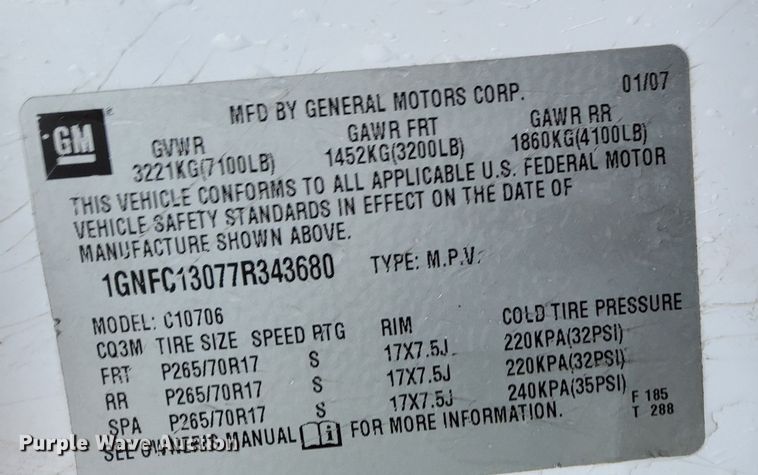 GM
MFD BY GENERAL MOTORS CORP. 01/07
GVWR GAWR FRT GAWR RR
3221KG(7100LB) 1452KG(3200LB) 1860KG(4100LB)
THIS VEHICLE CONFORMS TO ALL APPLICABLE U.S. FEDERAL MOTOR
VEHICLE SAFETY STANDARDS IN EFFECT ON THE DATE OF
MANUFACTURE SHOWN ABOVE.
1GNFC13077R343680 TYPE: M.P.V.
MODEL: C10706
CQ3M TIRE SIZE SPEED RTG RIM COLD TIRE PRESSURE
FRT P265/70R17 S 17X7.5J 220KPA(32PSI)
RR P265/70R17 S 17X7.5J 220KPA(32PSI)
SPA P265/70R17 S 17X7.5J 240KPA(35PSI)
SEE OWNERS MANUAL i FOR MORE INFORMATION.
F 185
T 288
Purple Wave Auction